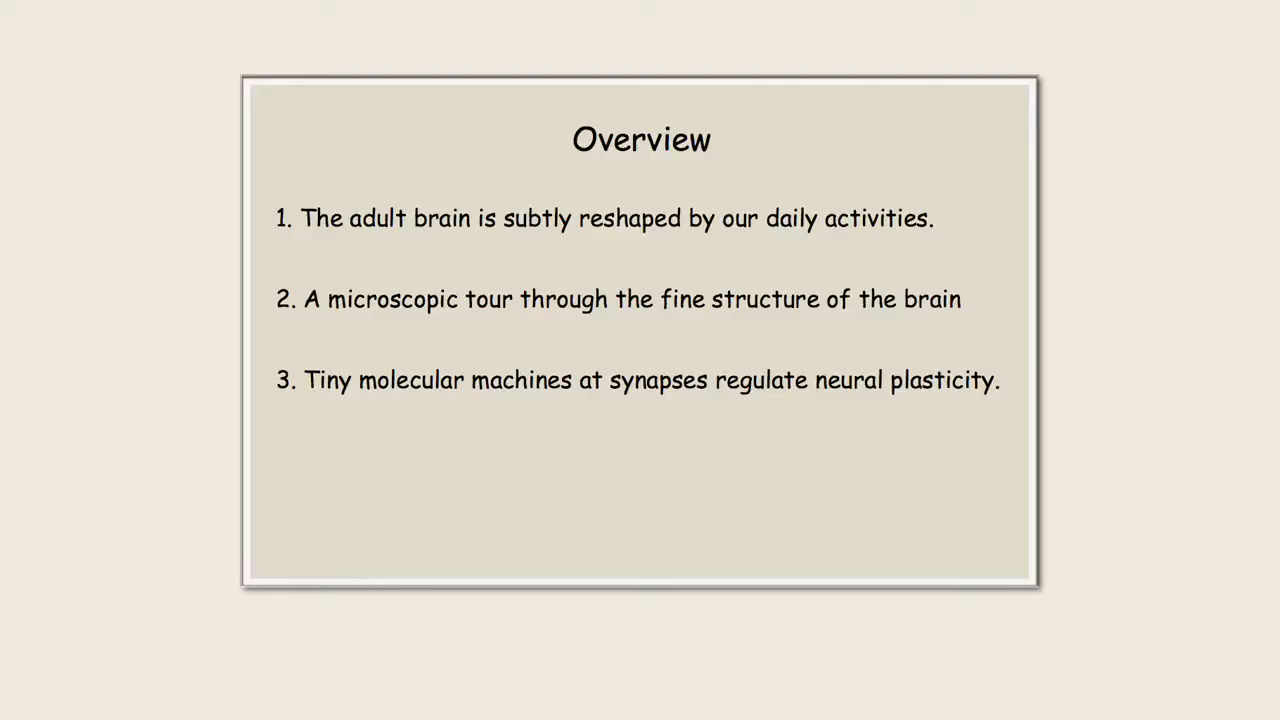 Overview
1. The adult brain is subtly reshaped by our daily activities.
2. A microscopic tour through the fine structure of the brain
3. Tiny molecular machines at synapses regulate neural plasticity.